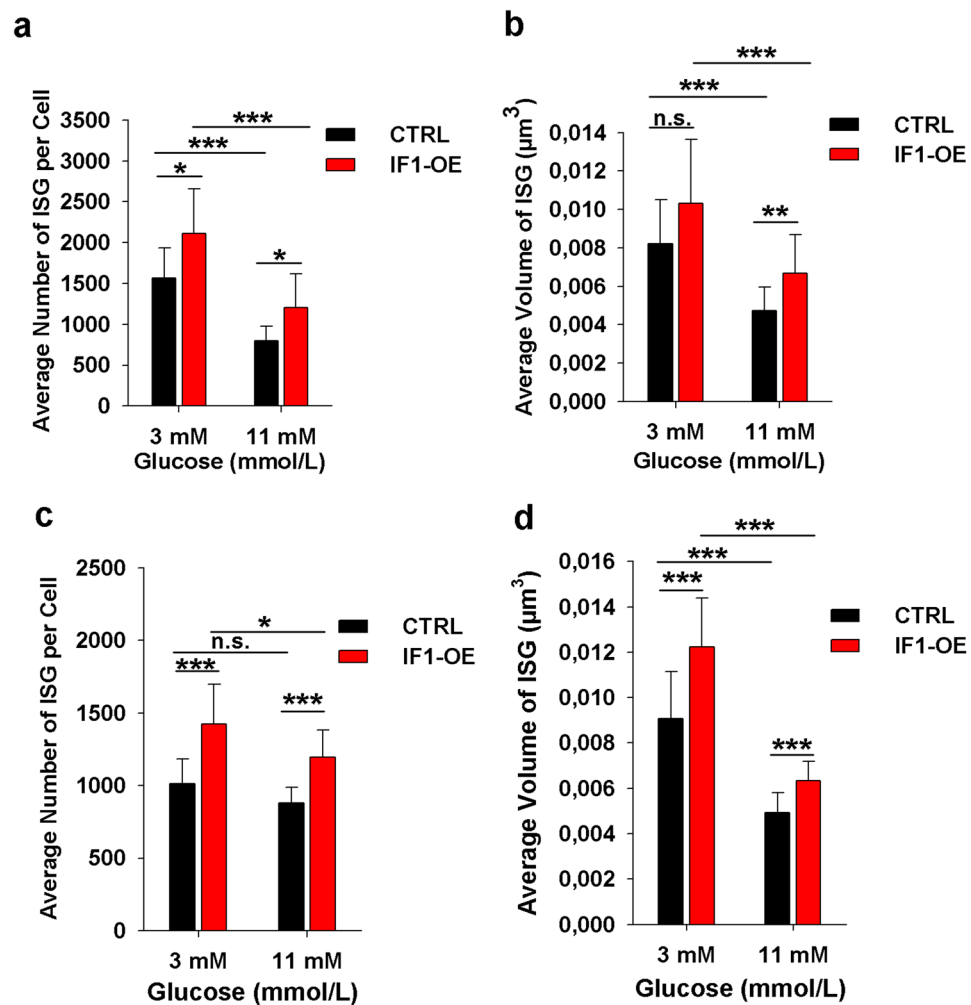 a
Average Number of ISG per Cell
3500
3000
2500
2000
1500
1000
500
0
***
***
*
*
CTRL
IF1-OE
3 mM 11 mM
Glucose (mmol/L)
b
Average Volume of ISG (µm³)
0,014
0,012
0,010
0,008
0,006
0,004
0,002
0,000
***
***
n.s.
**
CTRL
IF1-OE
3 mM 11 mM
Glucose (mmol/L)
c
Average Number of ISG per Cell
2500
2000
1500
1000
500
0
*
n.s.
***
***
CTRL
IF1-OE
3 mM 11 mM
Glucose (mmol/L)
d
Average Volume of ISG (µm³)
0,016
0,014
0,012
0,010
0,008
0,006
0,004
0,002
0,000
***
***
***
***
CTRL
IF1-OE
3 mM 11 mM
Glucose (mmol/L)